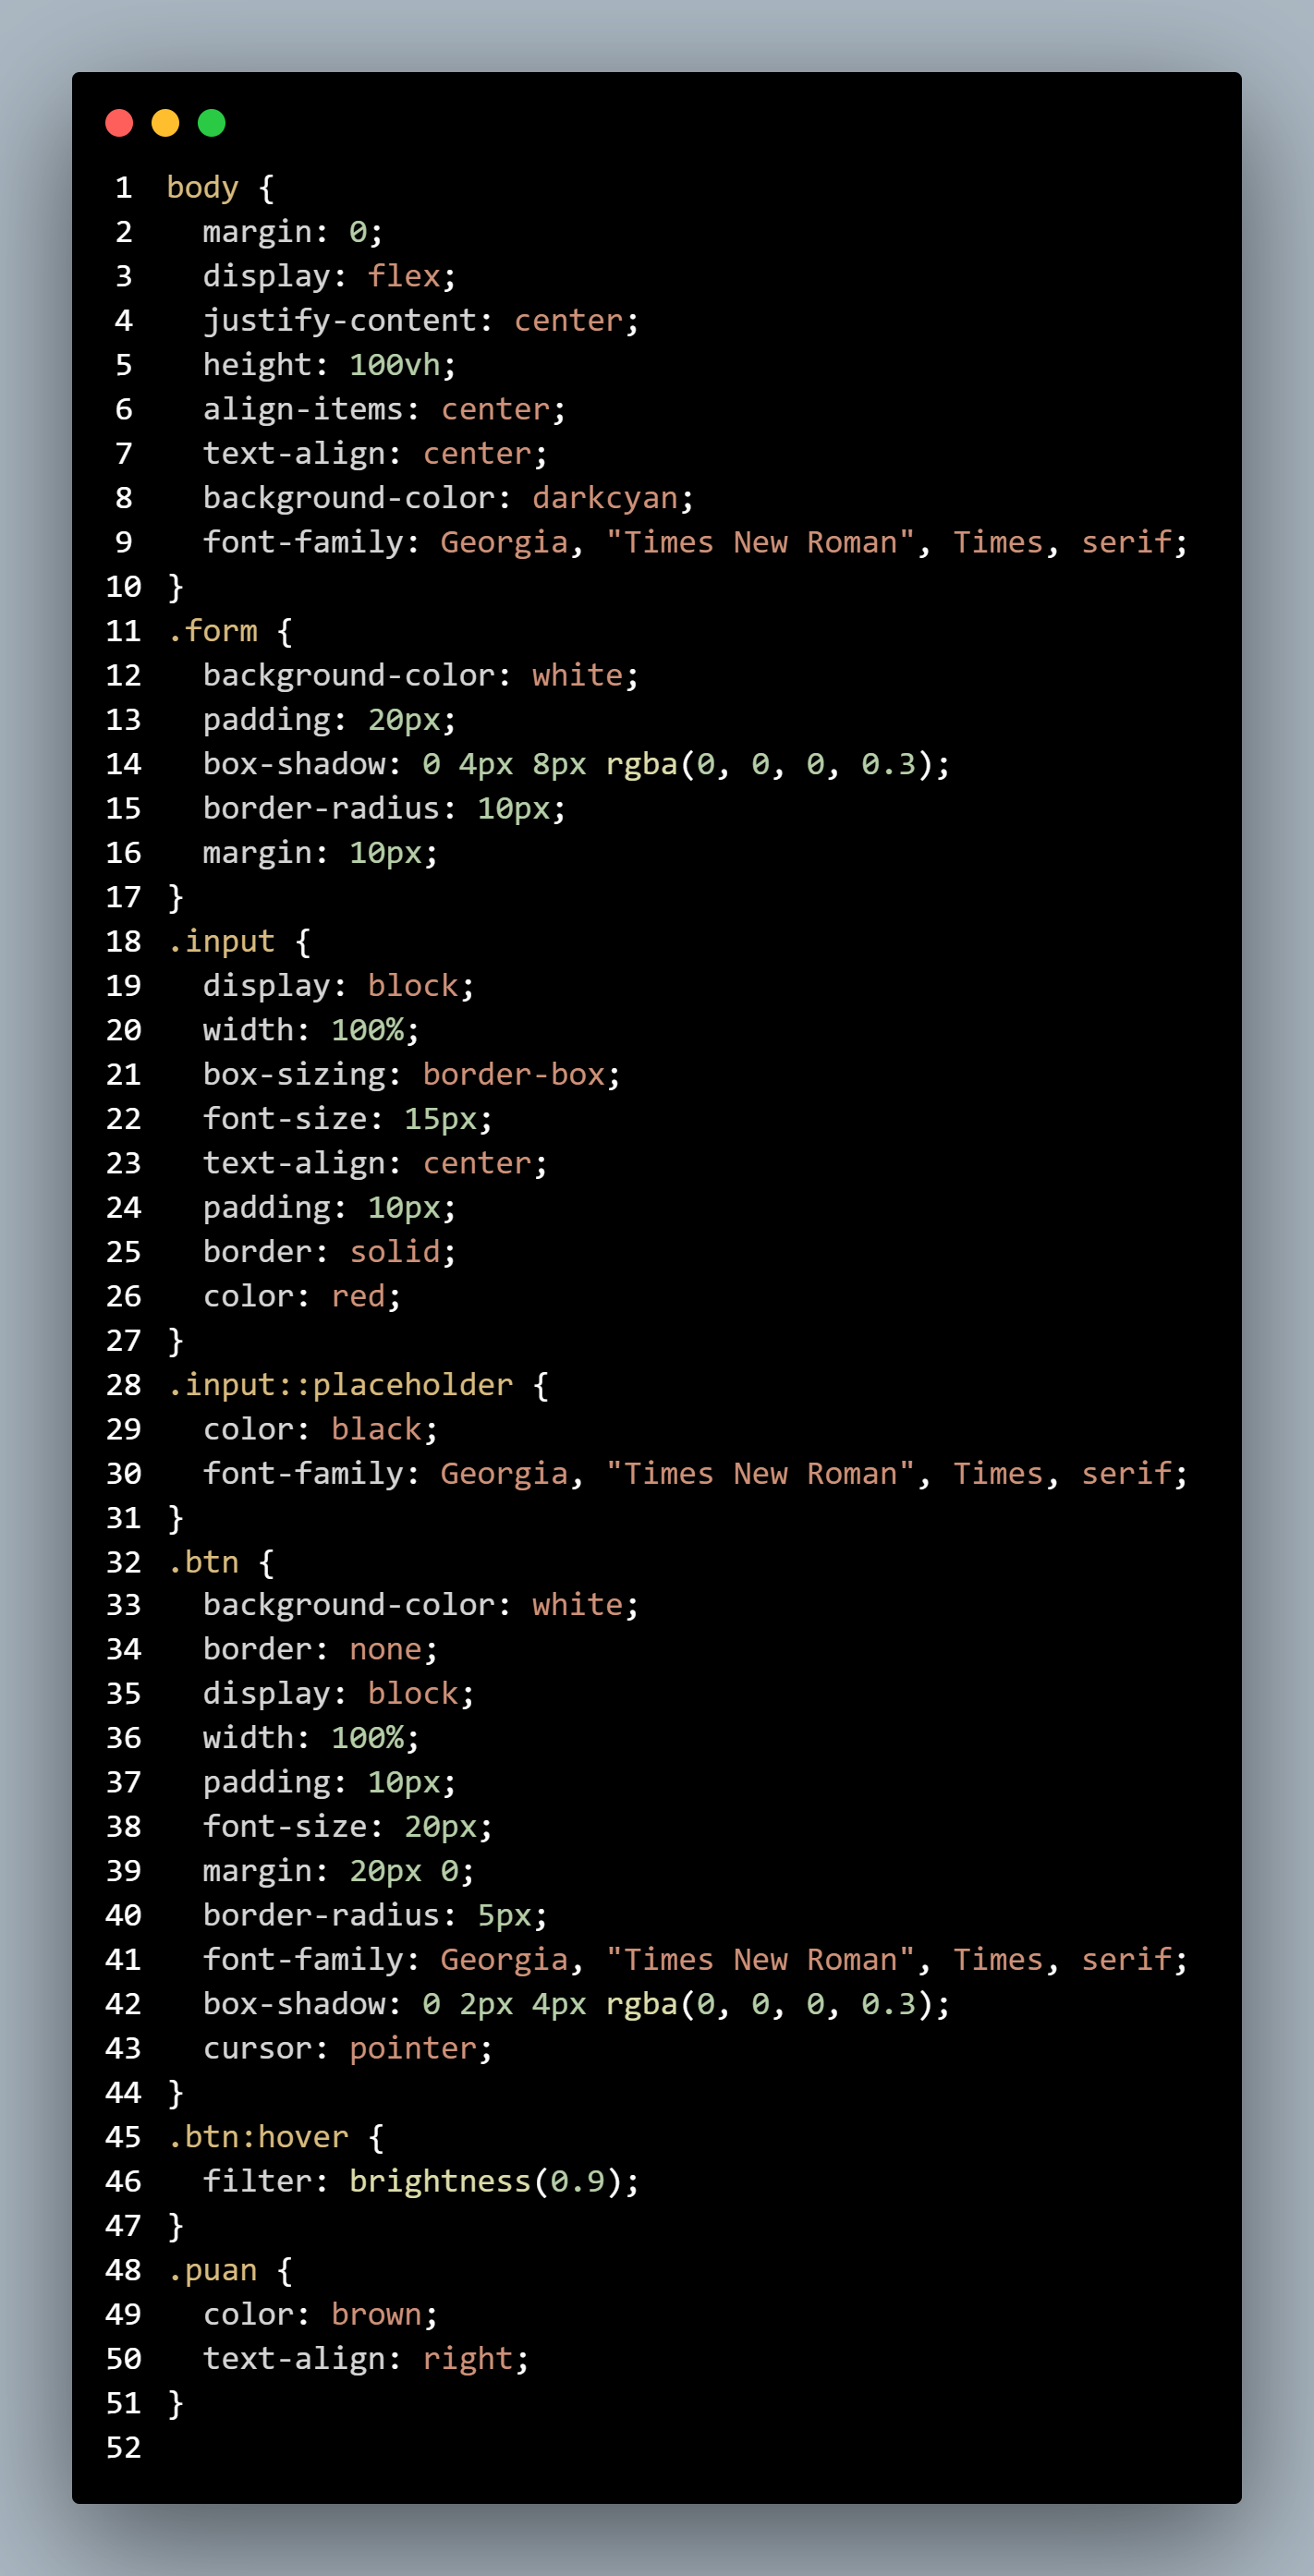 1 body {
2   margin: 0;
3   display: flex;
4   justify-content: center;
5   height: 100vh;
6   align-items: center;
7   text-align: center;
8   background-color: darkcyan;
9   font-family: Georgia, "Times New Roman", Times, serif;
10 }
11 .form {
12   background-color: white;
13   padding: 20px;
14   box-shadow: 0 4px 8px rgba(0, 0, 0, 0.3);
15   border-radius: 10px;
16   margin: 10px;
17 }
18 .input {
19   display: block;
20   width: 100%;
21   box-sizing: border-box;
22   font-size: 15px;
23   text-align: center;
24   padding: 10px;
25   border: solid;
26   color: red;
27 }
28 .input::placeholder {
29   color: black;
30   font-family: Georgia, "Times New Roman", Times, serif;
31 }
32 .btn {
33   background-color: white;
34   border: none;
35   display: block;
36   width: 100%;
37   padding: 10px;
38   font-size: 20px;
39   margin: 20px 0;
40   border-radius: 5px;
41   font-family: Georgia, "Times New Roman", Times, serif;
42   box-shadow: 0 2px 4px rgba(0, 0, 0, 0.3);
43   cursor: pointer;
44 }
45 .btn:hover {
46   filter: brightness(0.9);
47 }
48 .puan {
49   color: brown;
50   text-align: right;
51 }
52